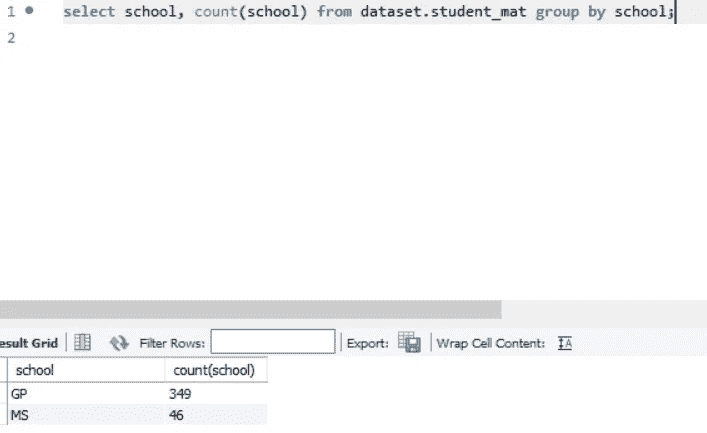 1 select school, count(school) from dataset.student_mat group by school;
2
esult Grid Filter Rows: Export: Wrap Cell Content: IA
school count(school)
GP 349
MS 46